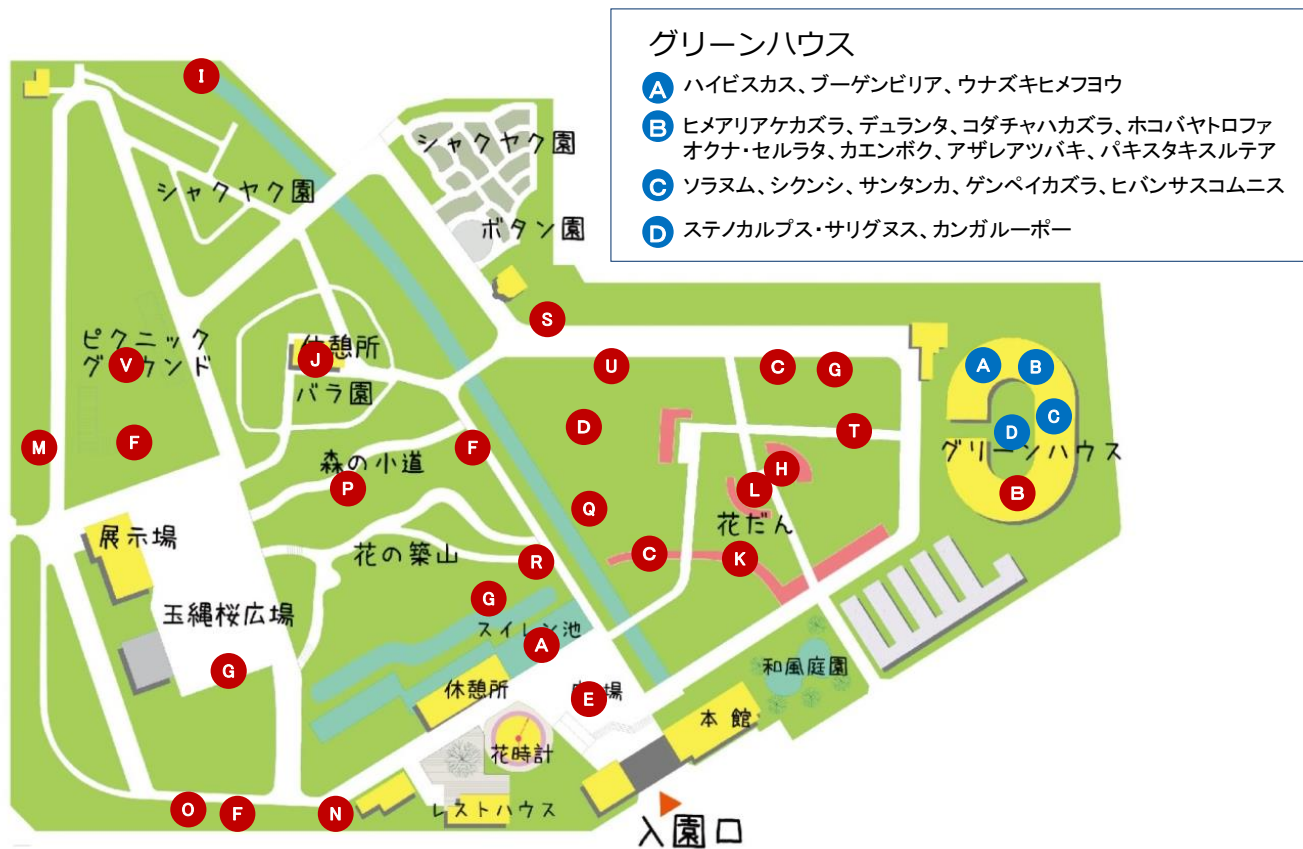 グリーンハウス
A ハイビスカス、ブーゲンビリア、ウナズキヒメフヨウ
B ヒメアリアケカズラ、デュランタ、コダチャハカズラ、ホコバヤトロファ
オクナ・セルラタ、カエンボク、アザレアツバキ、パキスタキスルテア
C ソラヌム、シクンシ、サンタンカ、ゲンペイカズラ、ヒバンサスコムニス
D ステノカルプス・サリグヌス、カンガルーポー
I
シャクヤク園
シャクヤク園
ボタン園
S
ピクニック
グラウンド
V
休憩所
J
バラ園
U
C
G
A
B
C
D
グリーンハウス
B
M
F
森の小道
P
F
D
T
H
L
花だん
Q
C
K
展示場
花の築山
R
G
玉縄桜広場
スイレン池
A
G
休憩所
E
場
和風庭園
本館
花時計
レストハウス
O
F
N
入園口